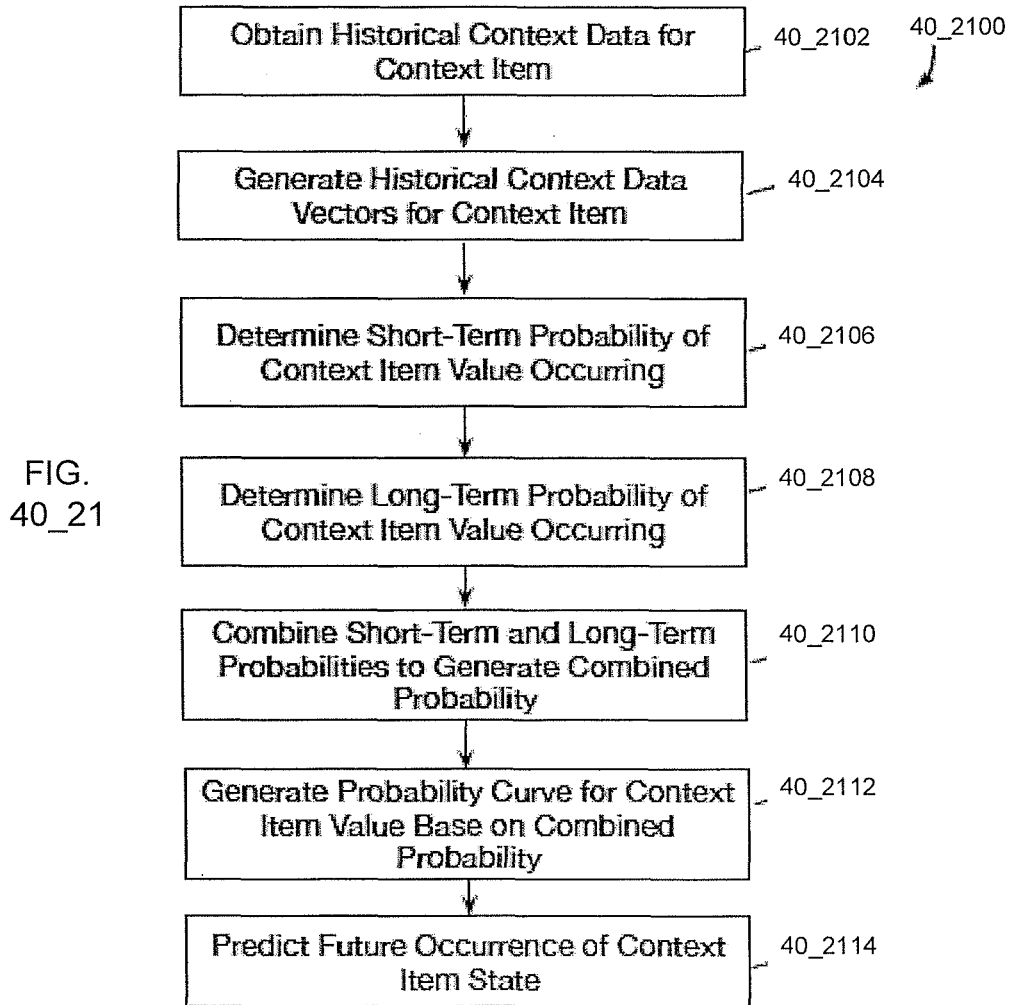 Obtain Historical Context Data for
Context Item
40_2102
40_2100
Generate Historical Context Data
Vectors for Context Item
40_2104
Determine Short-Term Probability of
Context Item Value Occurring
40_2106
FIG.
40_21
Determine Long-Term Probability of
Context Item Value Occurring
40_2108
Combine Short-Term and Long-Term
Probabilities to Generate Combined
Probability
40_2110
Generate Probability Curve for Context
Item Value Base on Combined
Probability
40_2112
Predict Future Occurrence of Context
Item State
40_2114